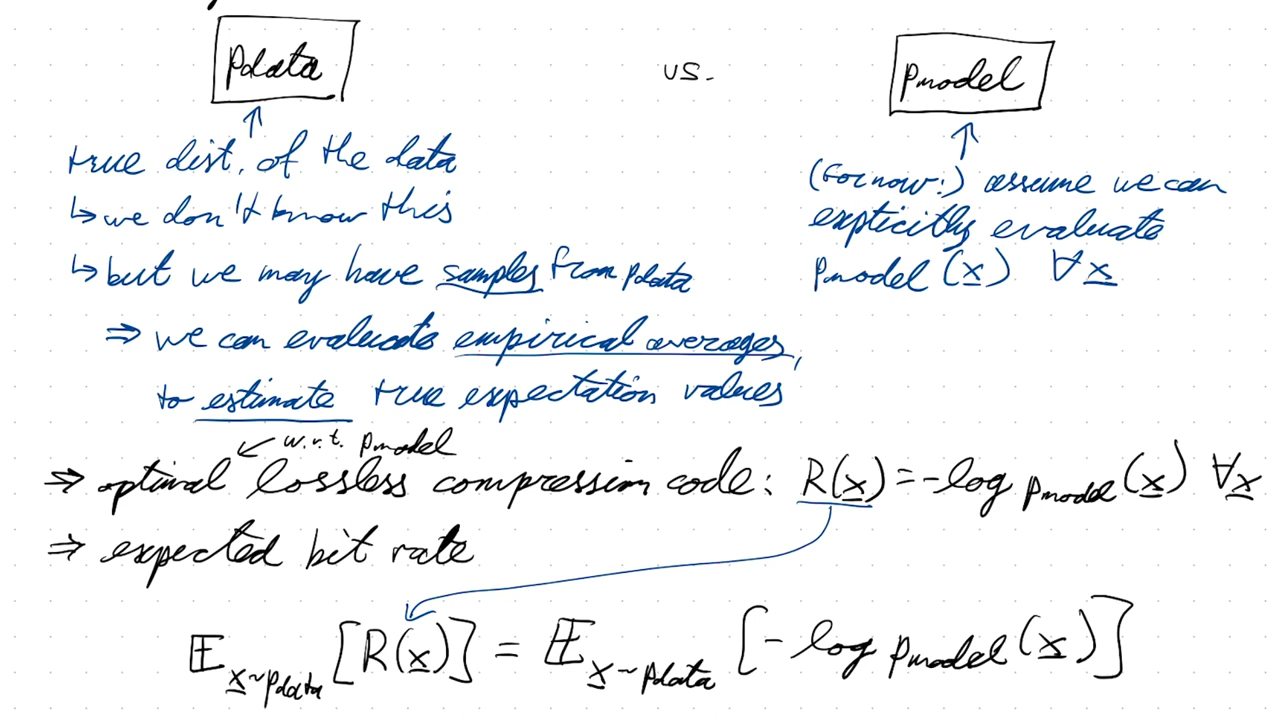 Pdata vs. Pmodel
true dist. of the data
↳ we don't know this
↳ but we may have samples from Pdata
⇒ we can evaluate empirical averages,
to estimate true expectation values
(for now:) assume we can
explicitly evaluate
Pmodel (x) ∀x
w.r.t. Pmodel
⇒ optimal lossless compression code: R(x) = -log Pmodel (x) ∀x
⇒ expected bit rate
𝔼x~Pdata [R(x)] = 𝔼x~Pdata [-log Pmodel (x)]